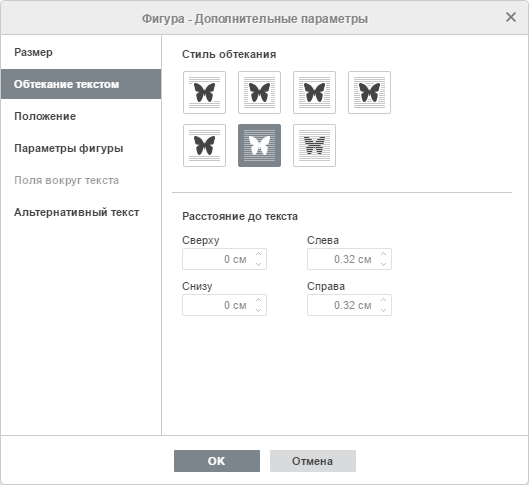 Фигура - Дополнительные параметры
Размер
Обтекание текстом
Положение
Параметры фигуры
Поля вокруг текста
Альтернативный текст
Стиль обтекания
Расстояние до текста
Сверху Слева
0 см 0.32 см
Снизу Справа
0 см 0.32 см
OK Отмена